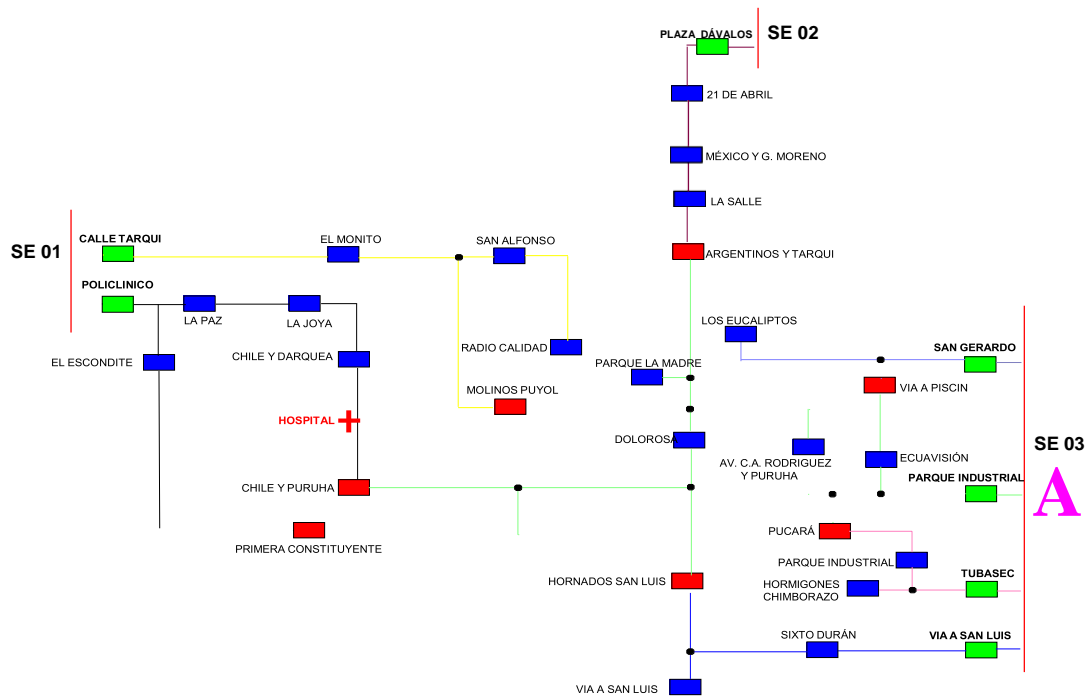 PLAZA DÁVALOS
SE 02
21 DE ABRIL
MÉXICO Y G. MORENO
LA SALLE
CALLE TARQUI
EL MONITO
SAN ALFONSO
SE 01
ARGENTINOS Y TARQUI
POLICLINICO
LA PAZ
LA JOYA
LOS EUCALIPTOS
EL ESCONDITE
CHILE Y DARQUEA
RADIO CALIDAD
PARQUE LA MADRE
SAN GERARDO
MOLINOS PUYOL
VIA A PISCIN
HOSPITAL
DOLOROSA
SE 03
AV. C.A. RODRIGUEZ
Y PURUHA
ECUAVISIÓN
PARQUE INDUSTRIAL
A
CHILE Y PURUHA
PRIMERA CONSTITUYENTE
PUCARÁ
PARQUE INDUSTRIAL
TUBASEC
HORNADOS SAN LUIS
HORMIGONES
CHIMBORAZO
SIXTO DURÁN
VIA A SAN LUIS
VIA A SAN LUIS